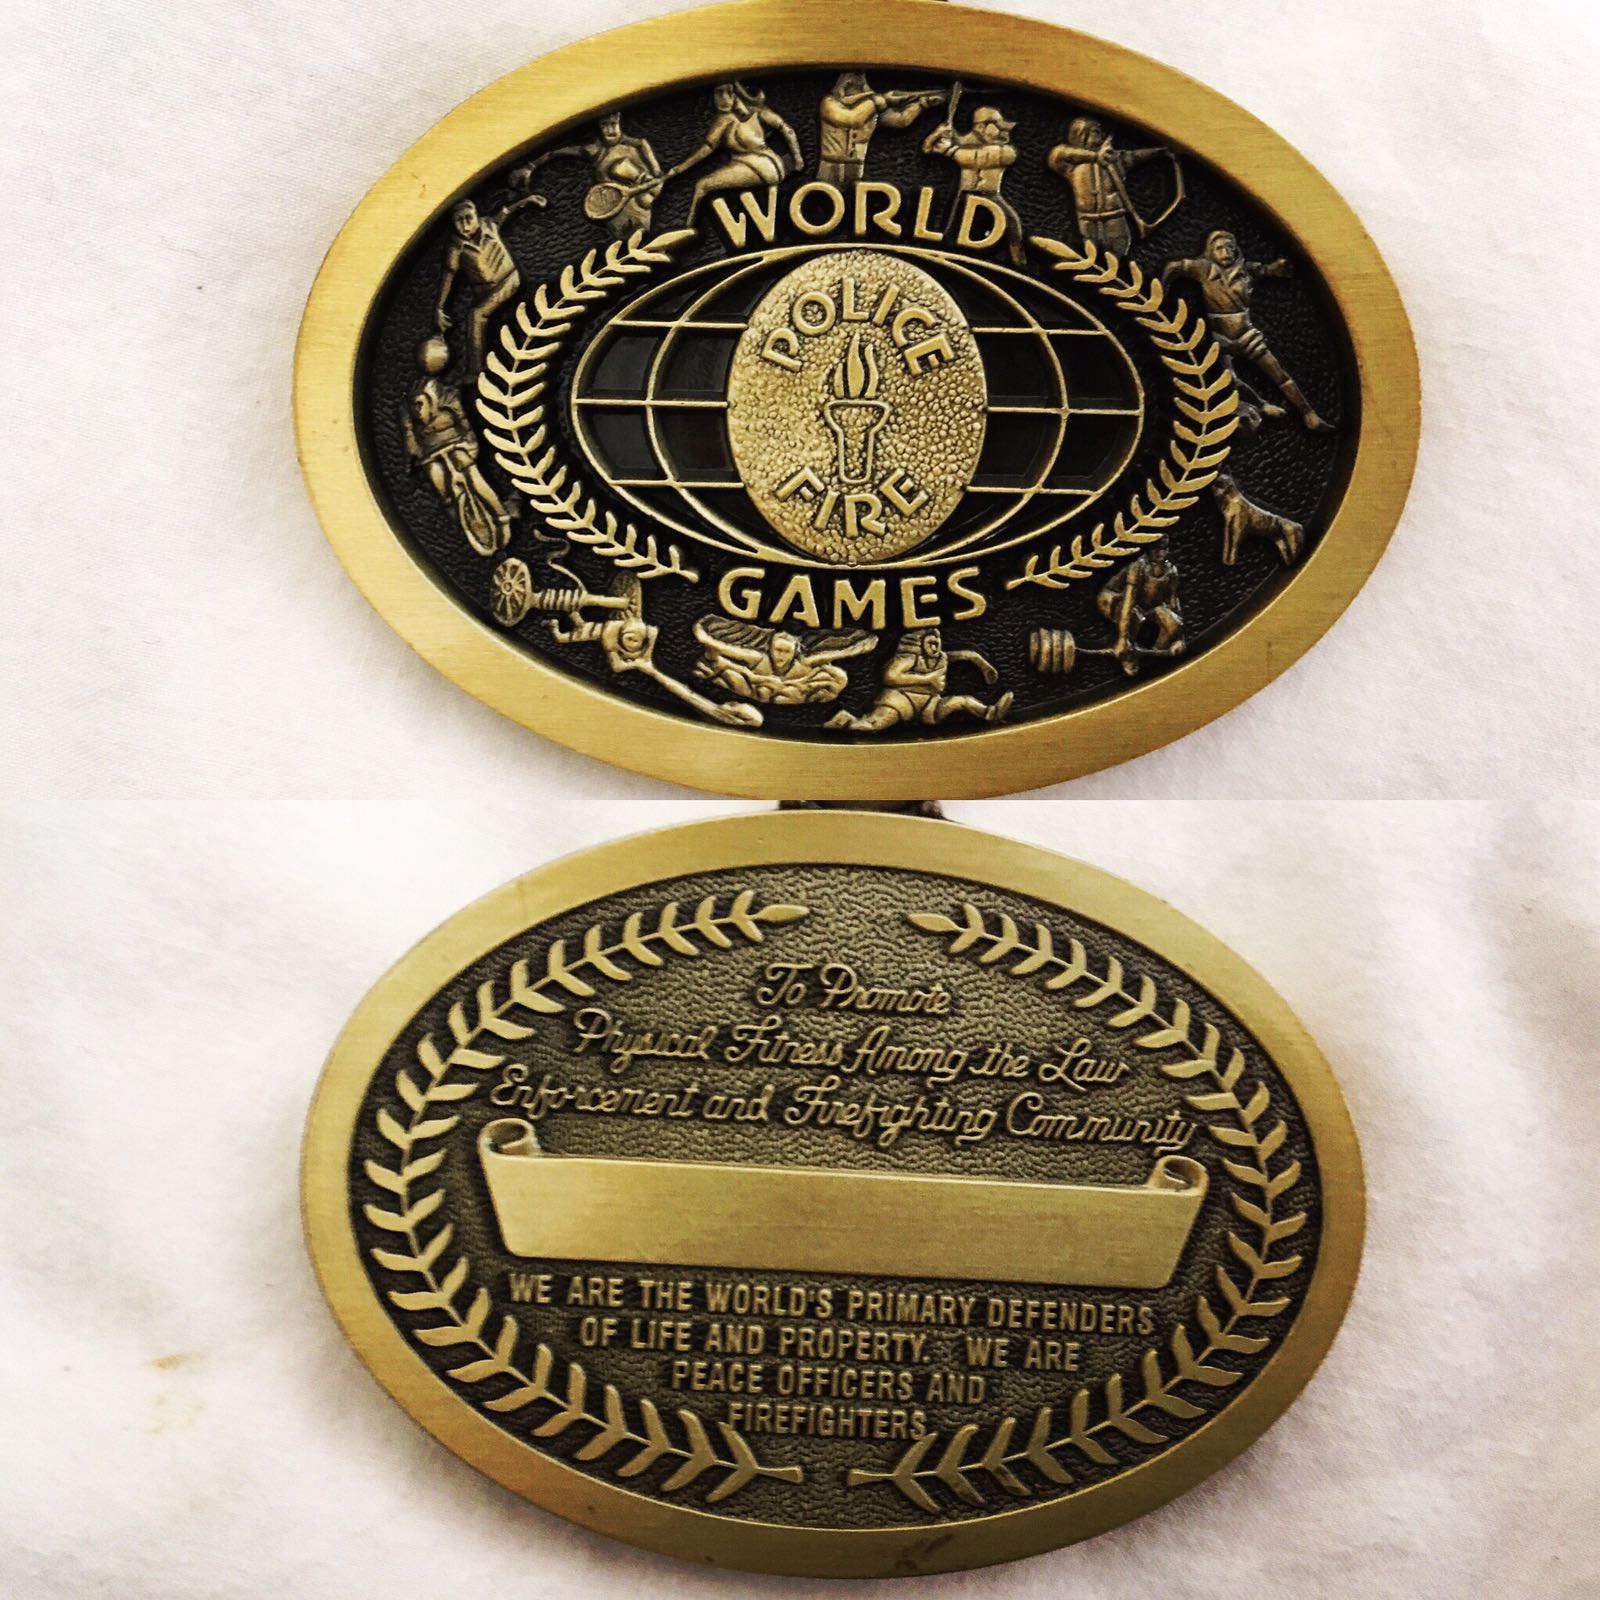 WORLD
POLICE
FIRE
GAMES
To Promote
Physical Fitness Among the Law
Enforcement and Firefighting Community
WE ARE THE WORLD'S PRIMARY DEFENDERS
OF LIFE AND PROPERTY. WE ARE
PEACE OFFICERS AND
FIREFIGHTERS.